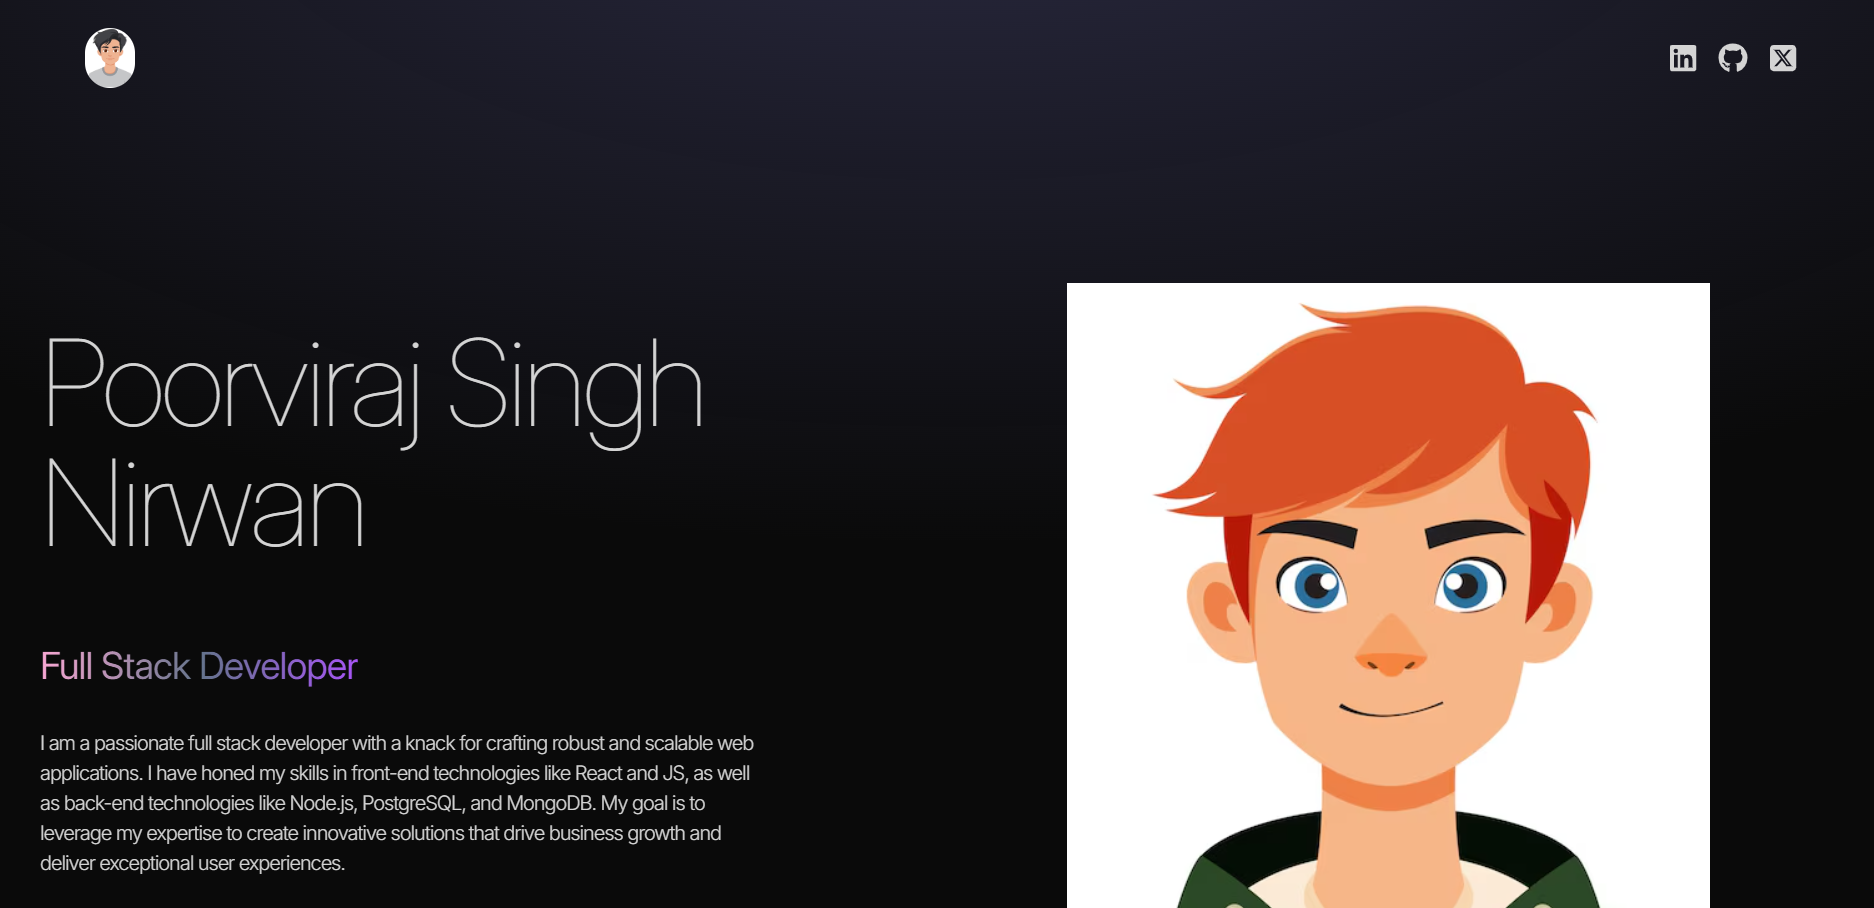 Poorviraj Singh
Nirwan
Full Stack Developer
I am a passionate full stack developer with a knack for crafting robust and scalable web
applications. I have honed my skills in front-end technologies like React and JS, as well
as back-end technologies like Node.js, PostgreSQL, and MongoDB. My goal is to
leverage my expertise to create innovative solutions that drive business growth and
deliver exceptional user experiences.